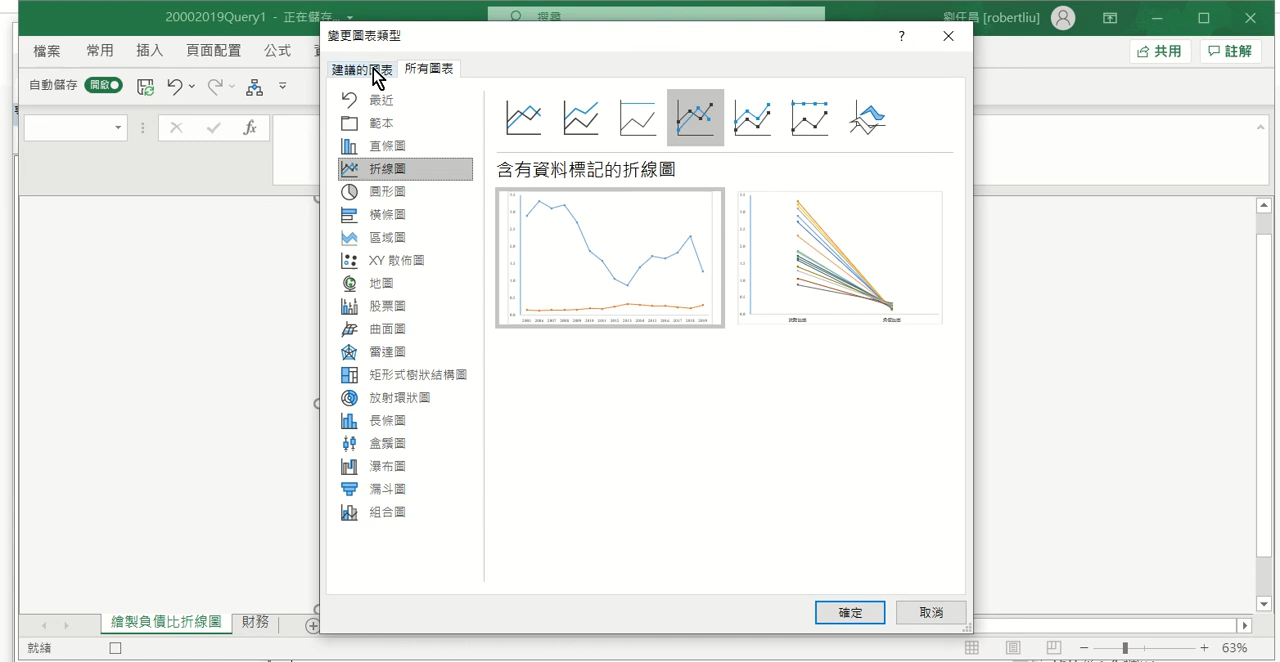 20002019Query1 - 正在儲存...
搜尋
劉任昌 [robertliu]
變更圖表類型
?
檔案
常用
插入
頁面配置
公式
共用
註解
自動儲存
開啟
建議的圖表
所有圖表
fx
最近
範本
直條圖
折線圖
圓形圖
橫條圖
區域圖
XY 散佈圖
地圖
股票圖
曲面圖
雷達圖
矩形式樹狀結構圖
放射環狀圖
長條圖
盒鬚圖
瀑布圖
漏斗圖
組合圖
含有資料標記的折線圖
確定
取消
繪製負債比折線圖
財務
就緒
63%